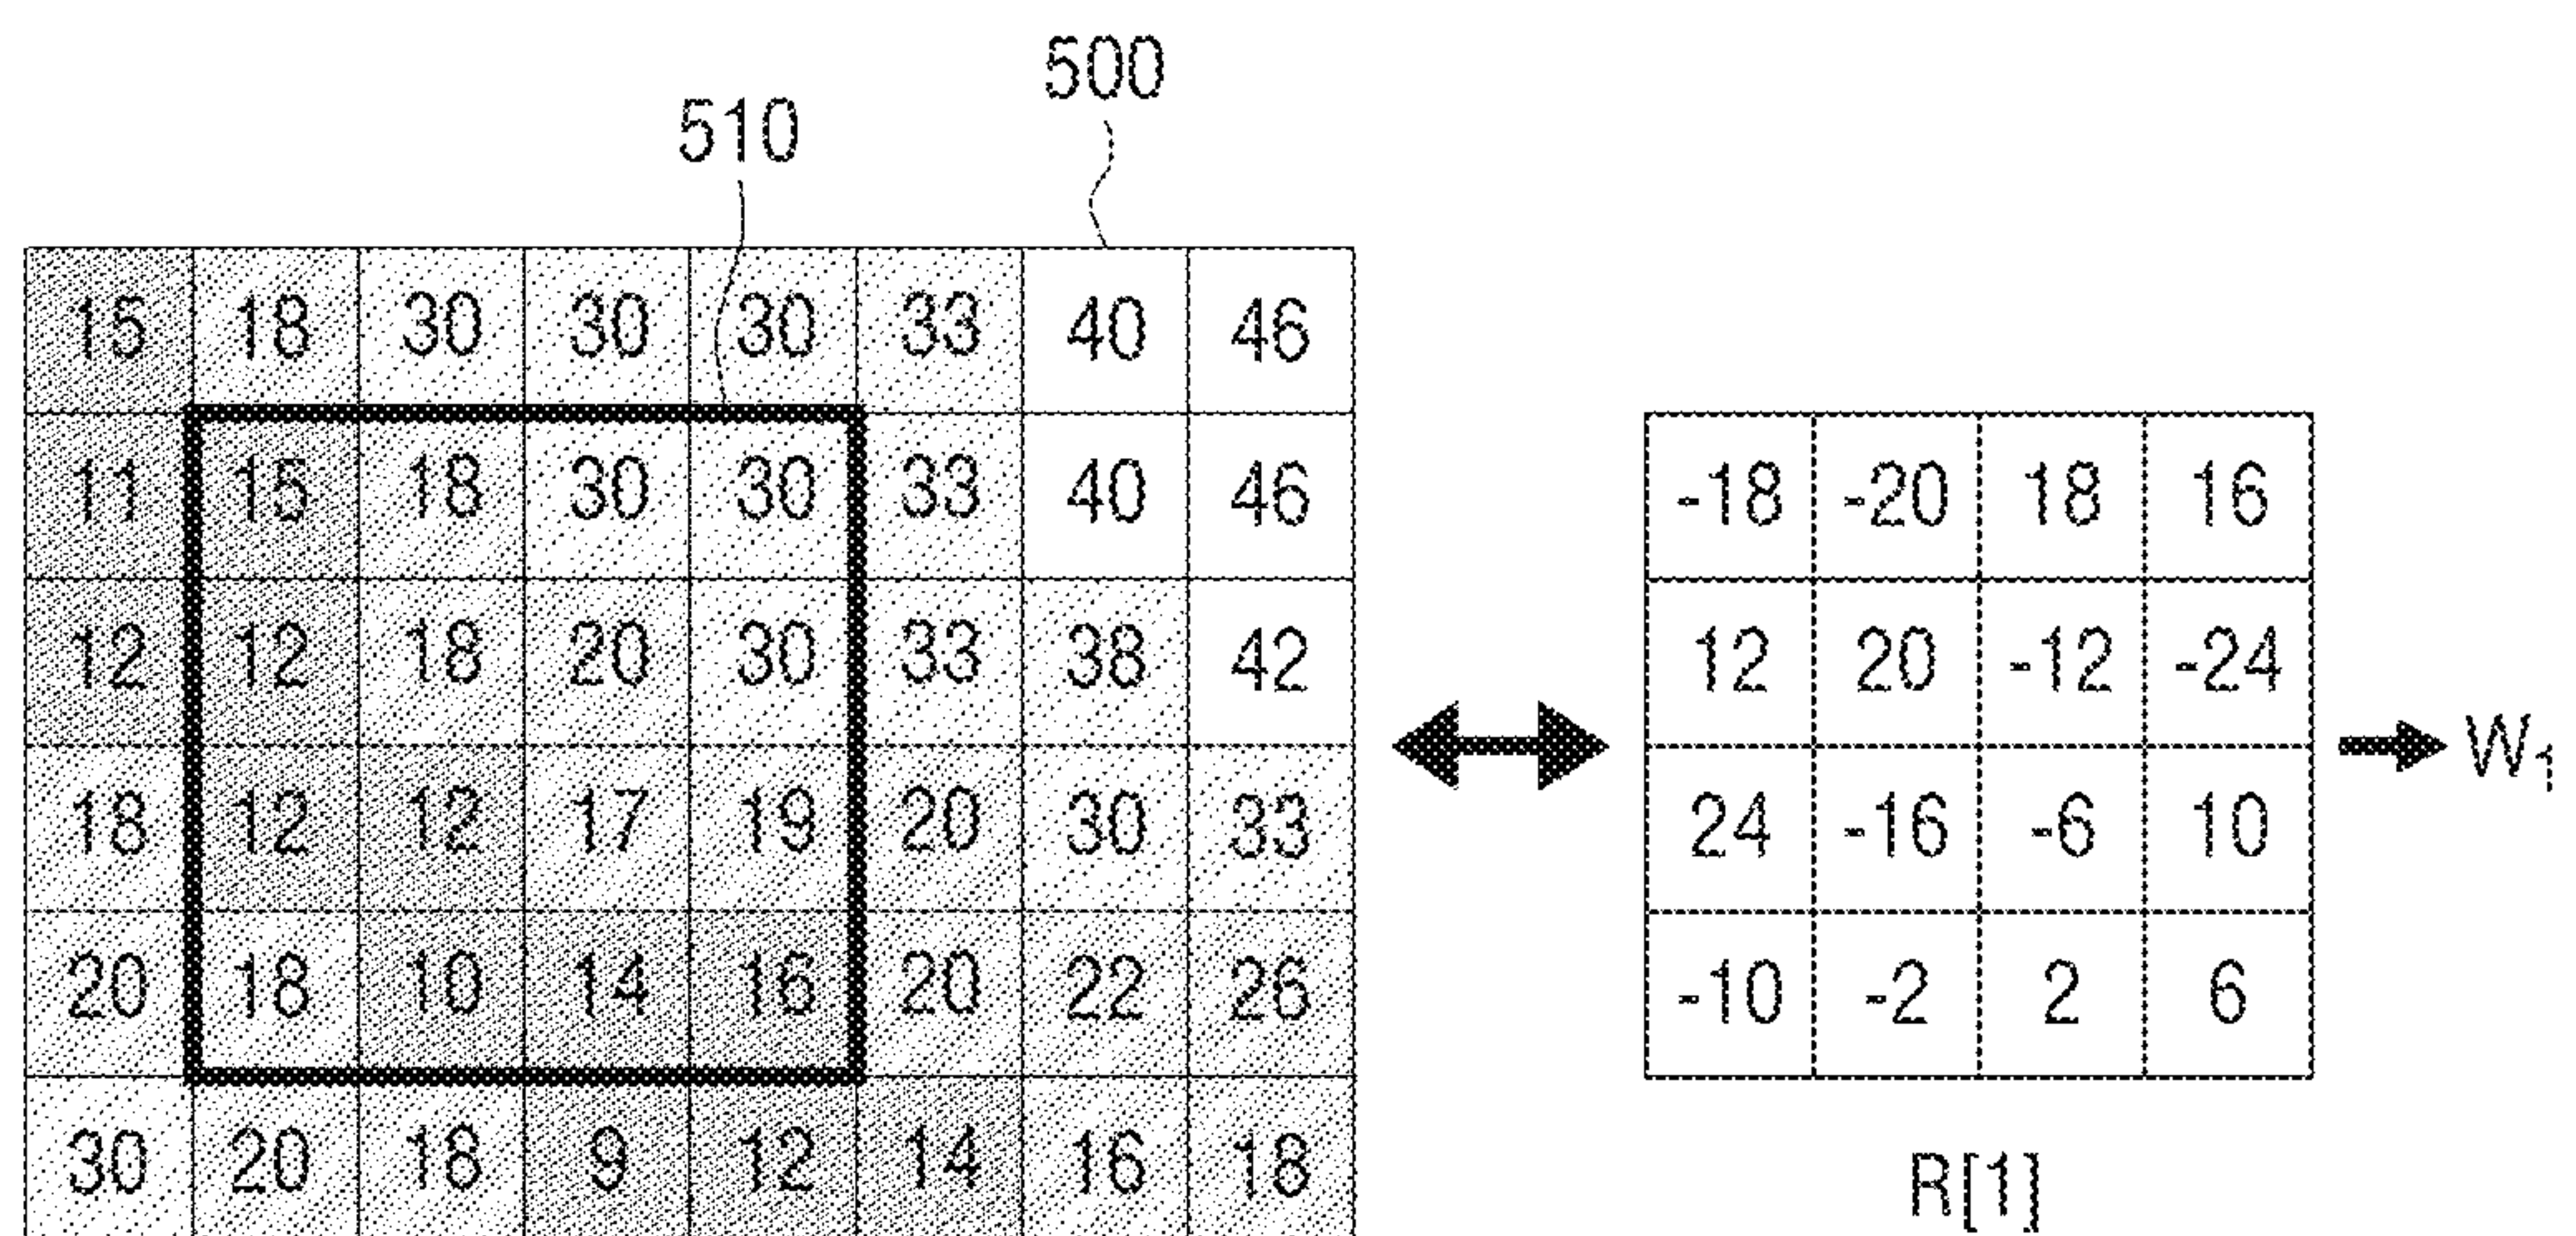 500
510
15 18 30 30 30 33 40 46
11 15 18 30 30 33 40 46
12 12 18 20 30 33 38 42
18 12 12 17 19 20 30 33
20 18 10 14 16 20 22 26
30 20 18 9 12 14 16 18
-18 -20 18 16
12 20 -12 -24
24 -16 -6 10
-10 -2 2 6
W₁
R[1]